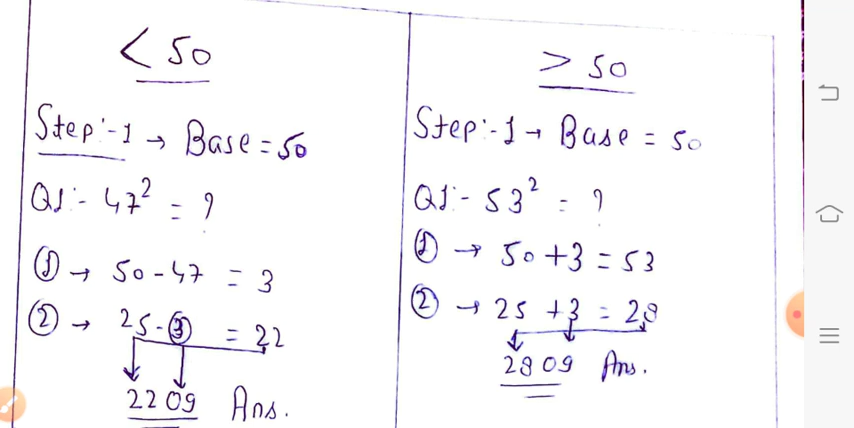 < 50
Step:-1 → Base = 50
Q1:- 47² = ?
① → 50 - 47 = 3
② → 25 - ③ = 22
2209 Ans.
> 50
Step:-1 → Base = 50
Q1:- 53² = ?
① → 50 + 3 = 53
② → 25 + 3 = 28
2809 Ans.